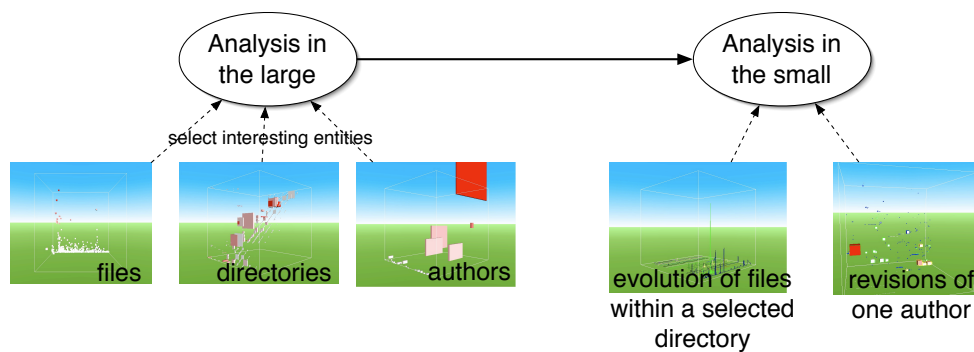 Analysis in
the large
Analysis in
the small
select interesting entities
files
directories
authors
evolution of files
within a selected
directory
revisions of
one author